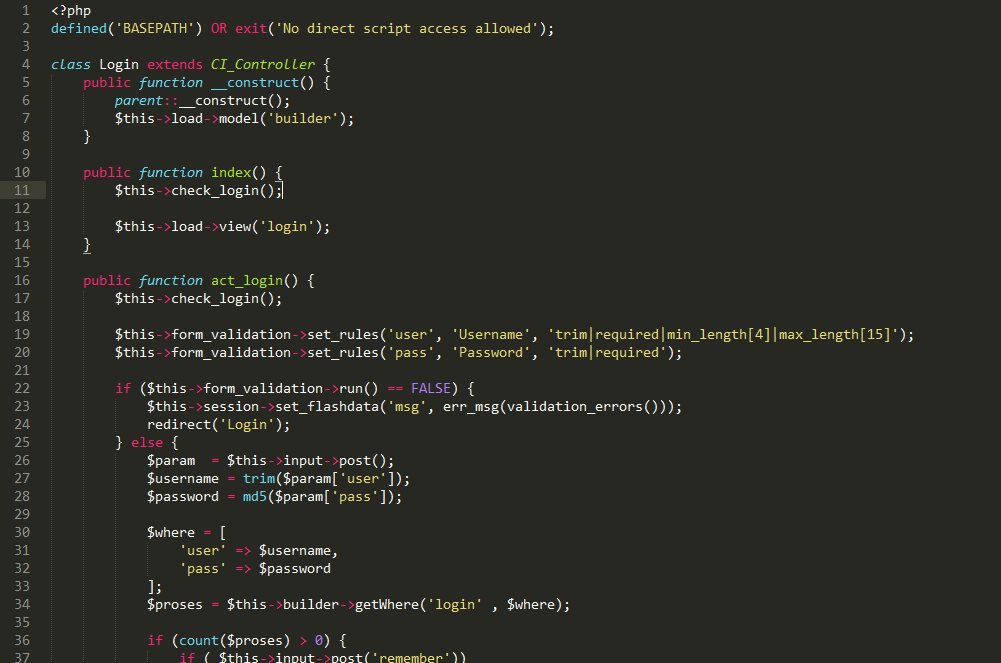 1 <?php
2 defined('BASEPATH') OR exit('No direct script access allowed');
3
4 class Login extends CI_Controller {
5     public function __construct() {
6         parent::__construct();
7         $this->load->model('builder');
8     }
9
10     public function index() {
11         $this->check_login();
12
13         $this->load->view('login');
14     }
15
16     public function act_login() {
17         $this->check_login();
18
19         $this->form_validation->set_rules('user', 'Username', 'trim|required|min_length[4]|max_length[15]');
20         $this->form_validation->set_rules('pass', 'Password', 'trim|required');
21
22         if ($this->form_validation->run() == FALSE) {
23             $this->session->set_flashdata('msg', err_msg(validation_errors()));
24             redirect('Login');
25         } else {
26             $param  = $this->input->post();
27             $username = trim($param['user']);
28             $password = md5($param['pass']);
29
30             $where = [
31                 'user' => $username,
32                 'pass' => $password
33             ];
34             $proses = $this->builder->getWhere('login' , $where);
35
36             if (count($proses) > 0) {
37                 if ( $this->input->post('remember'))